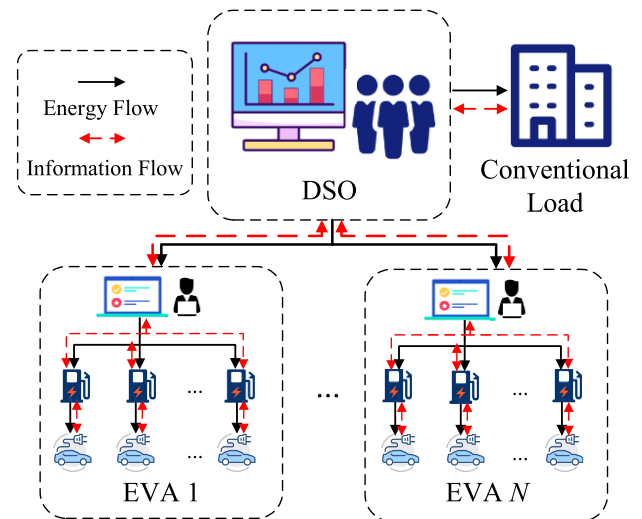 Energy Flow
Information Flow
DSO
Conventional
Load
...
...
...
...
...
EVA 1
EVA N